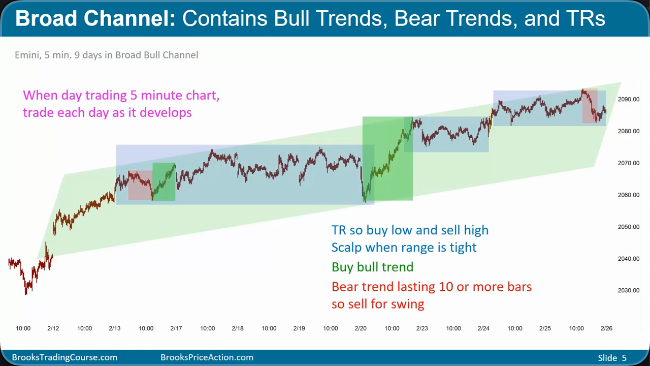 Broad Channel: Contains Bull Trends, Bear Trends, and TRs
Emini, 5 min. 9 days in Broad Bull Channel
When day trading 5 minute chart,
trade each day as it develops
2090.00
2080.00
2070.00
2060.00
2050.00
2040.00
2030.00
TR so buy low and sell high
Scalp when range is tight
Buy bull trend
Bear trend lasting 10 or more bars
so sell for swing
10:00 2/12 10:00 2/13 10:00 2/17 10:00 2/18 10:00 2/19 10:00 2/20 10:00 2/23 10:00 2/24 10:00 2/25 10:00 2/26
BrooksTradingCourse.com BrooksPriceAction.com Slide 5